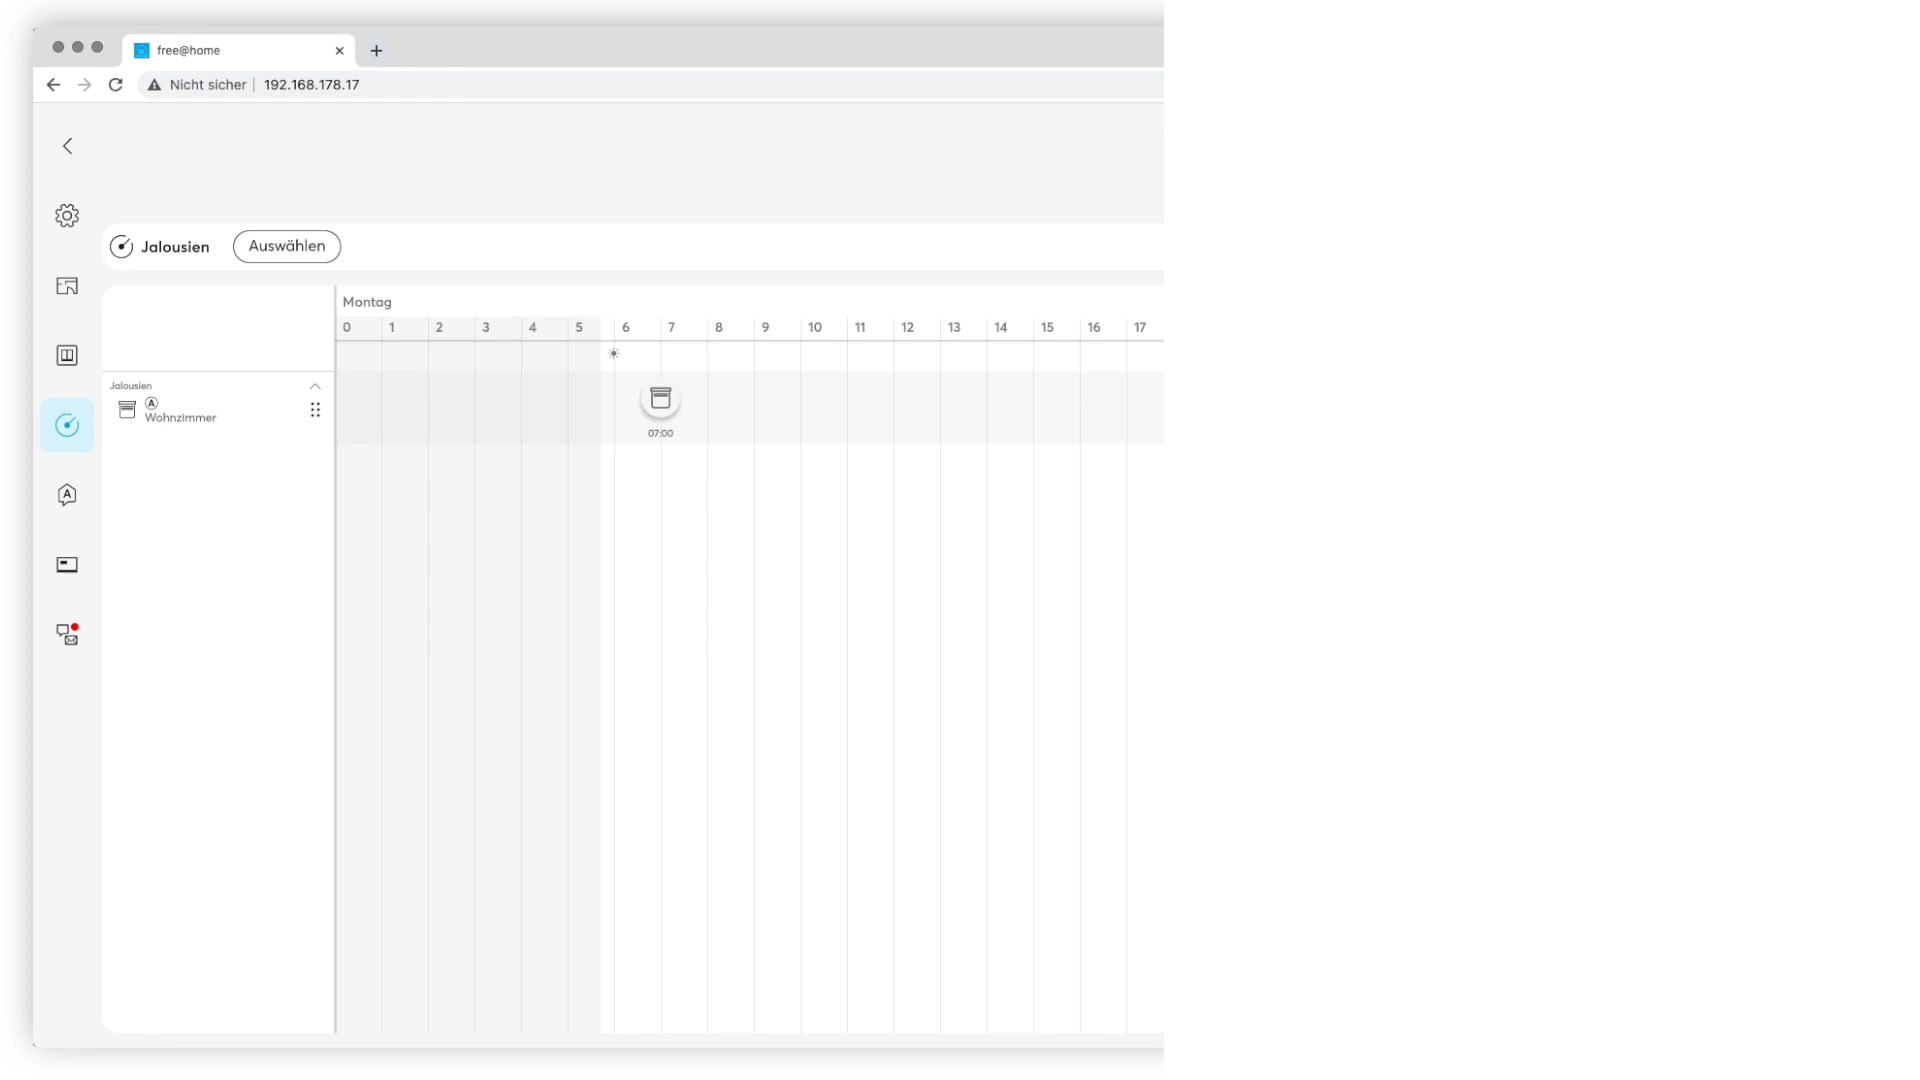 free@home
Nicht sicher 192.168.178.17
Jalousien Auswählen
Montag
0 1 2 3 4 5 6 7 8 9 10 11 12 13 14 15 16 17
Jalousien
A
Wohnzimmer
07:00
A